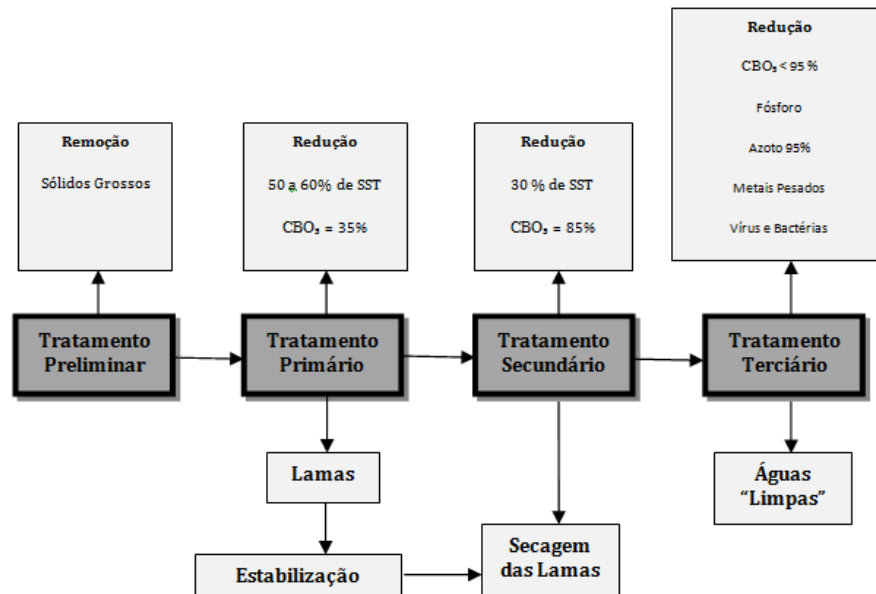 Redução
CBO₅ < 95 %
Fósforo
Azoto 95%
Metais Pesados
Vírus e Bactérias
Remoção
Sólidos Grossos
Redução
50 a 60% de SST
CBO₅ = 35%
Redução
30 % de SST
CBO₅ = 85%
Tratamento
Preliminar
Tratamento
Primário
Tratamento
Secundário
Tratamento
Terciário
Lamas
Águas
“Limpas”
Estabilização
Secagem
das Lamas